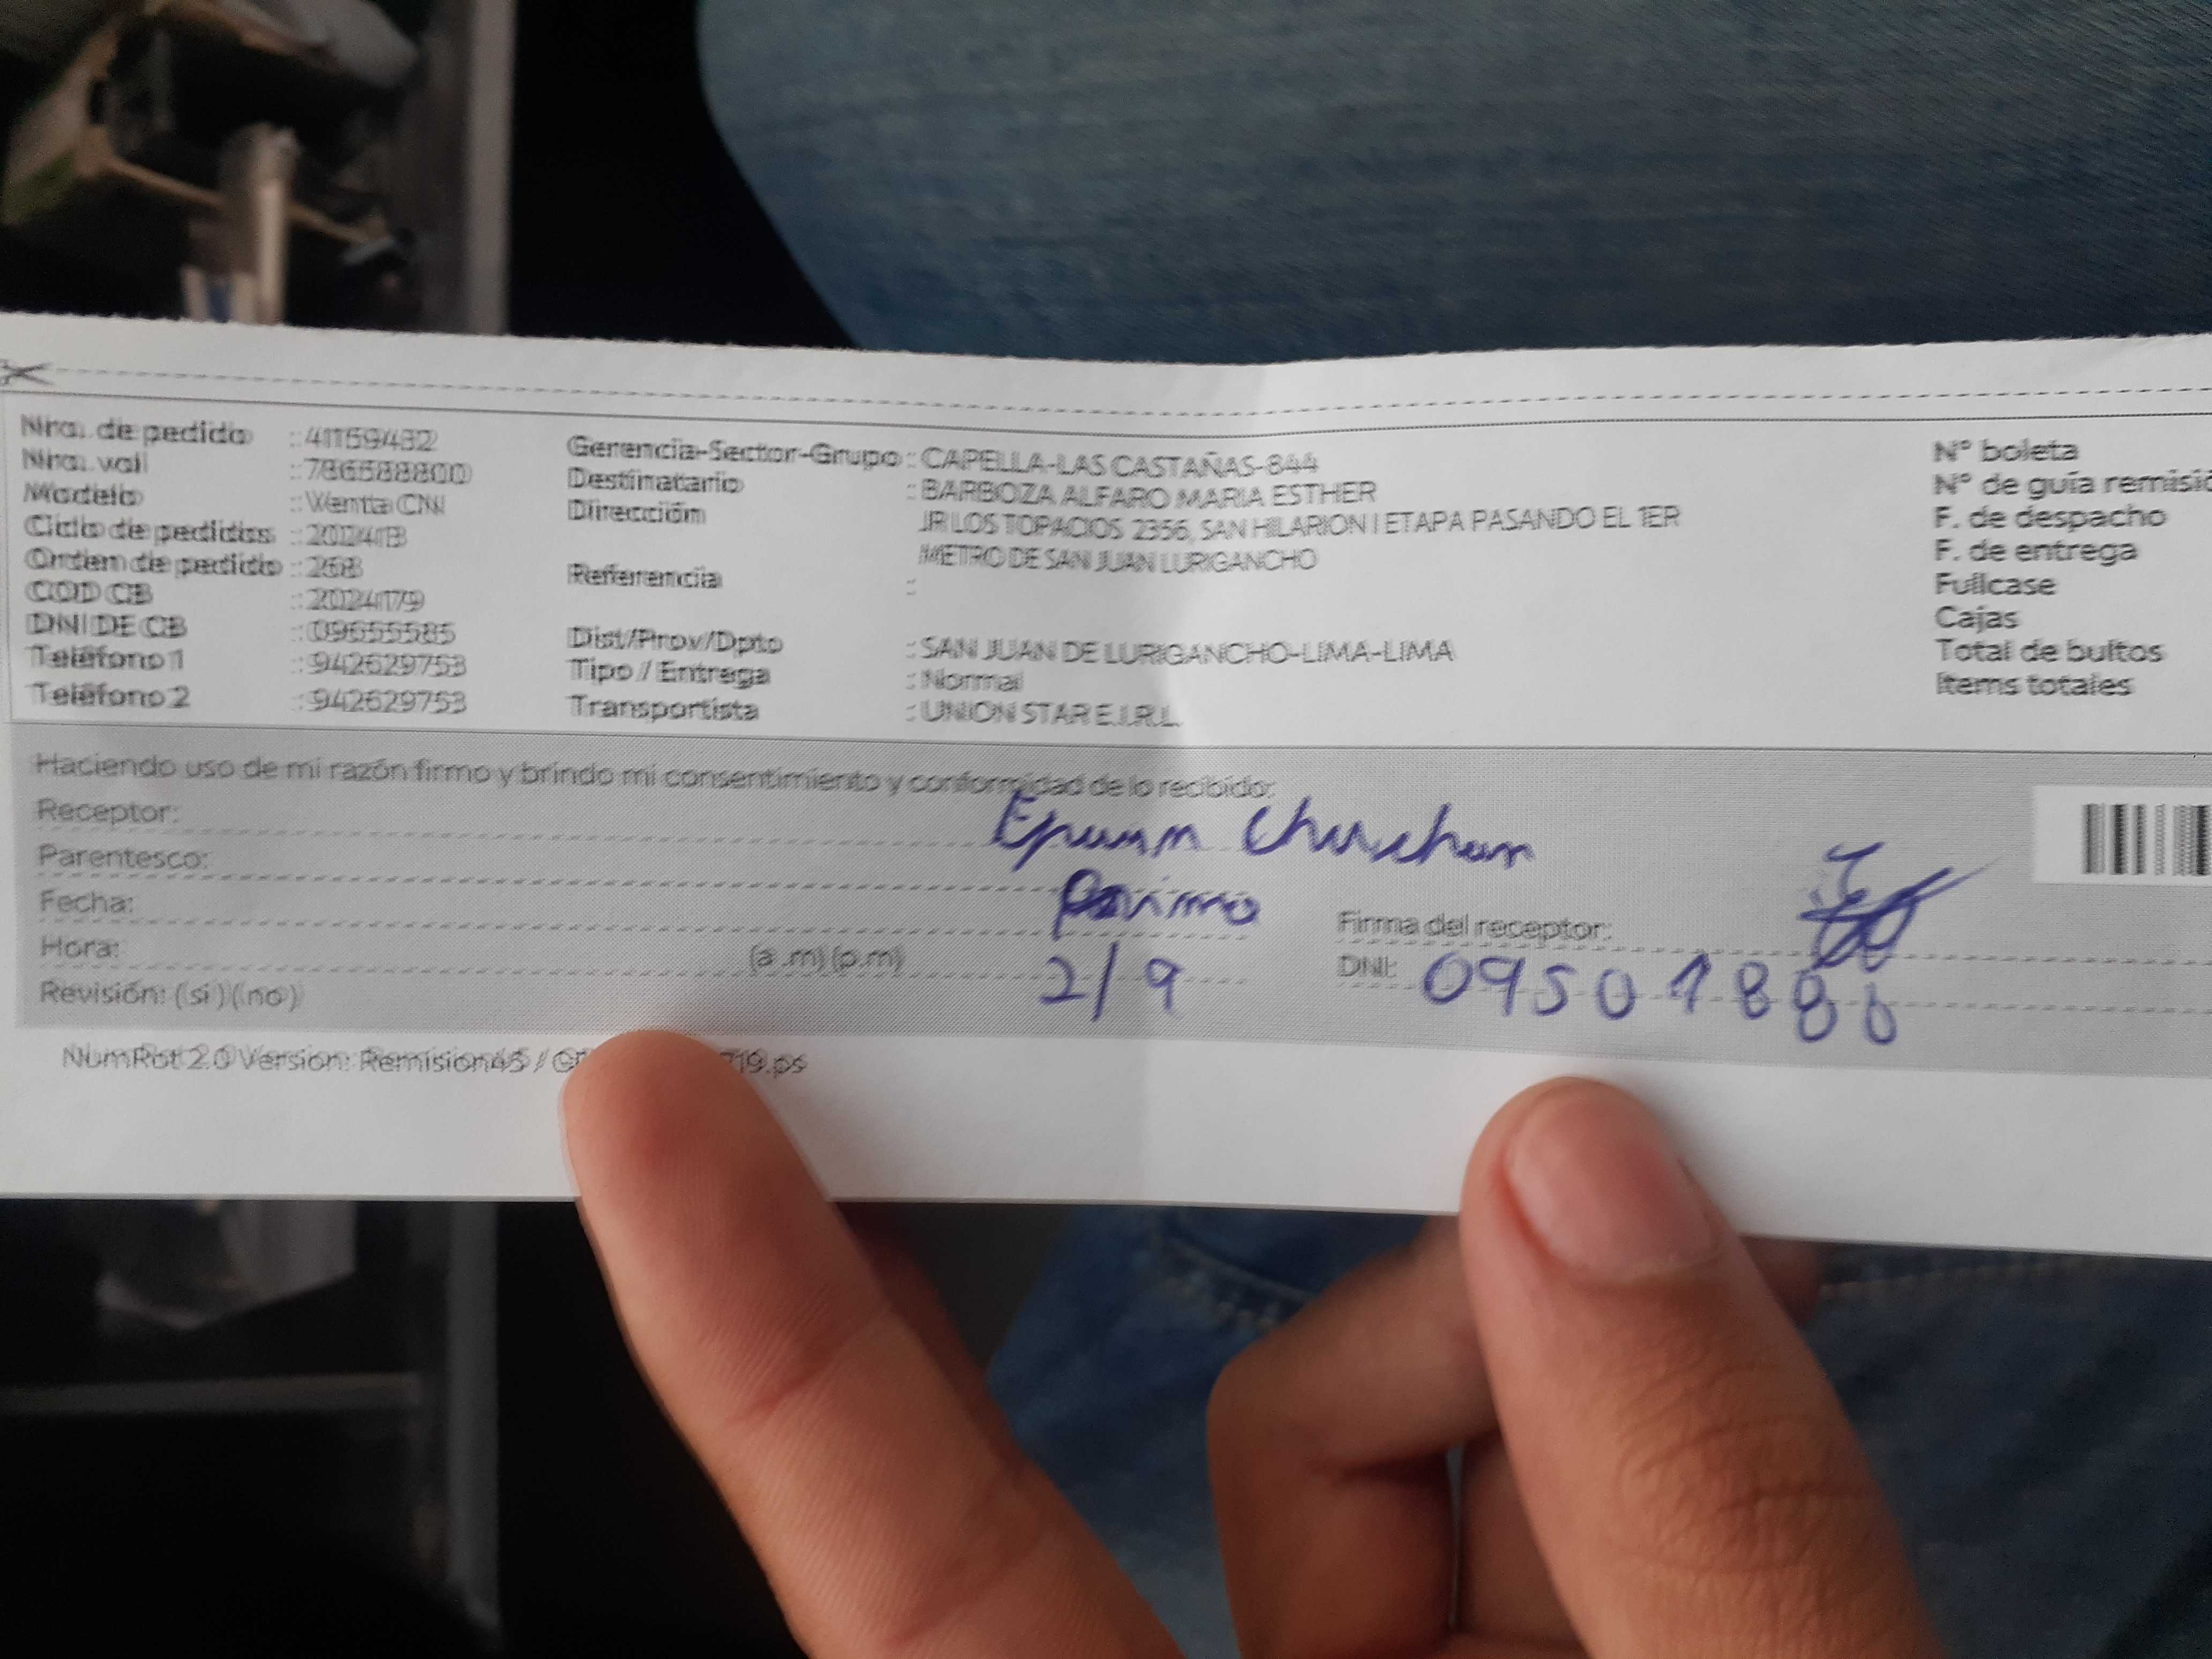 Nro. de pedido : 41159432
Nro. vali : 786588800
Modelo : Venta CN
Ciclo de pedidos : 202413
Orden de pedido : 268
COD CB : 2024179
DNI DE CB : 09655585
Teléfono 1 : 942629753
Teléfono 2 : 942629753
Gerencia-Sector-Grupo : CAPELLA-LAS CASTAÑAS-844
Destinatario : BARBOZA ALFARO MARIA ESTHER
Dirección JR LOS TOPACIOS 2356, SAN HILARION I ETAPA PASANDO EL 1ER
METRO DE SAN JUAN LURIGANCHO
Referencia :
Dist/Prov/Dpto : SAN JUAN DE LURIGANCHO-LIMA-LIMA
Tipo / Entrega : Normal
Transportista : UNION STAR E.I.R.L.
N° boleta
N° de guía remisió
F. de despacho
F. de entrega
Fullcase
Cajas
Total de bultos
Items totales
Haciendo uso de mi razón firmo y brindo mi consentimiento y conformidad de lo recibido:
Receptor:
Parentesco:
Fecha:
Hora: (a.m) (p.m) 2/9
Revisión: (si) (no)
Firma del receptor:
DNI: 09501880
NumRot 2.0 Version: Remision45 / 719.ps